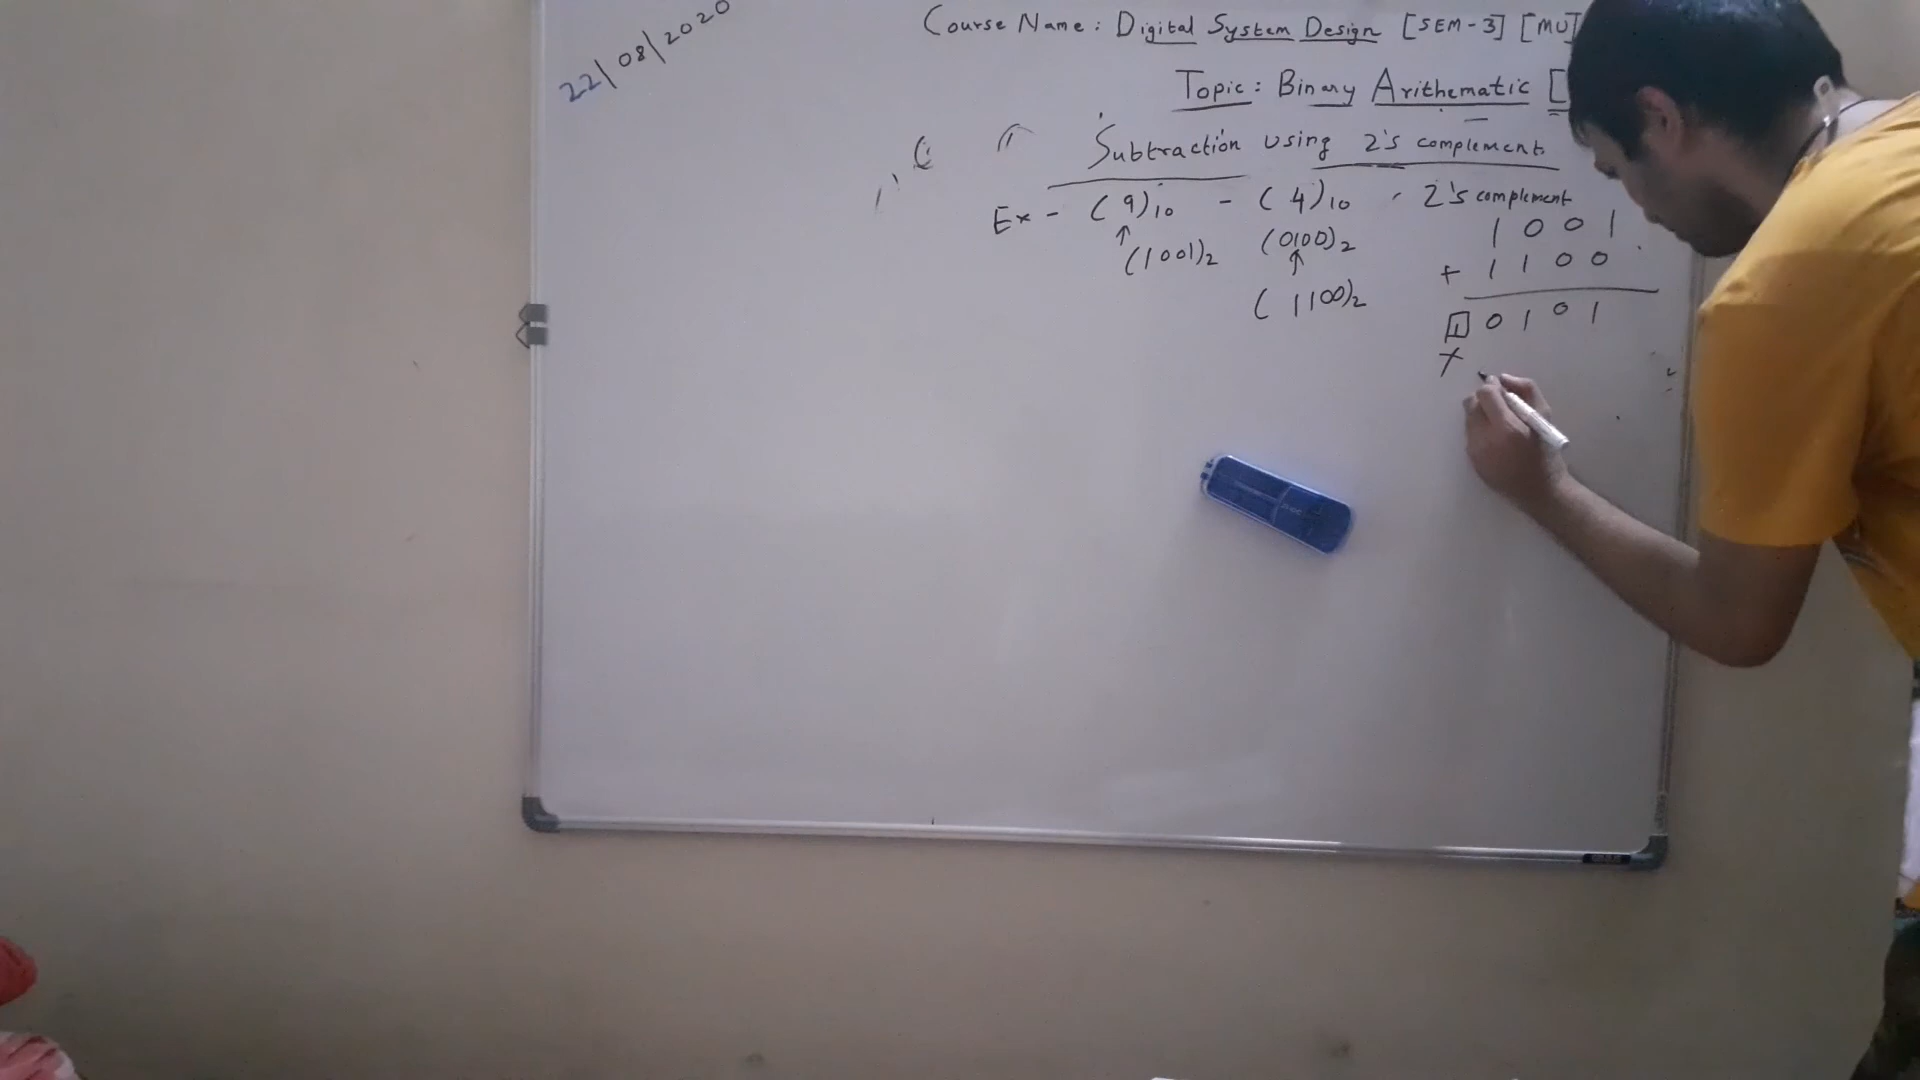 22/08/2020
Course Name: Digital System Design [SEM-3] [MU]
Topic: Binary Arithematic [
Subtraction using 2's complement
Ex - (9)10 - (4)10 2's complement
(1001)2 (0100)2
(1100)2
1 0 0 1
+ 1 1 0 0
1 0 1 0 1
X